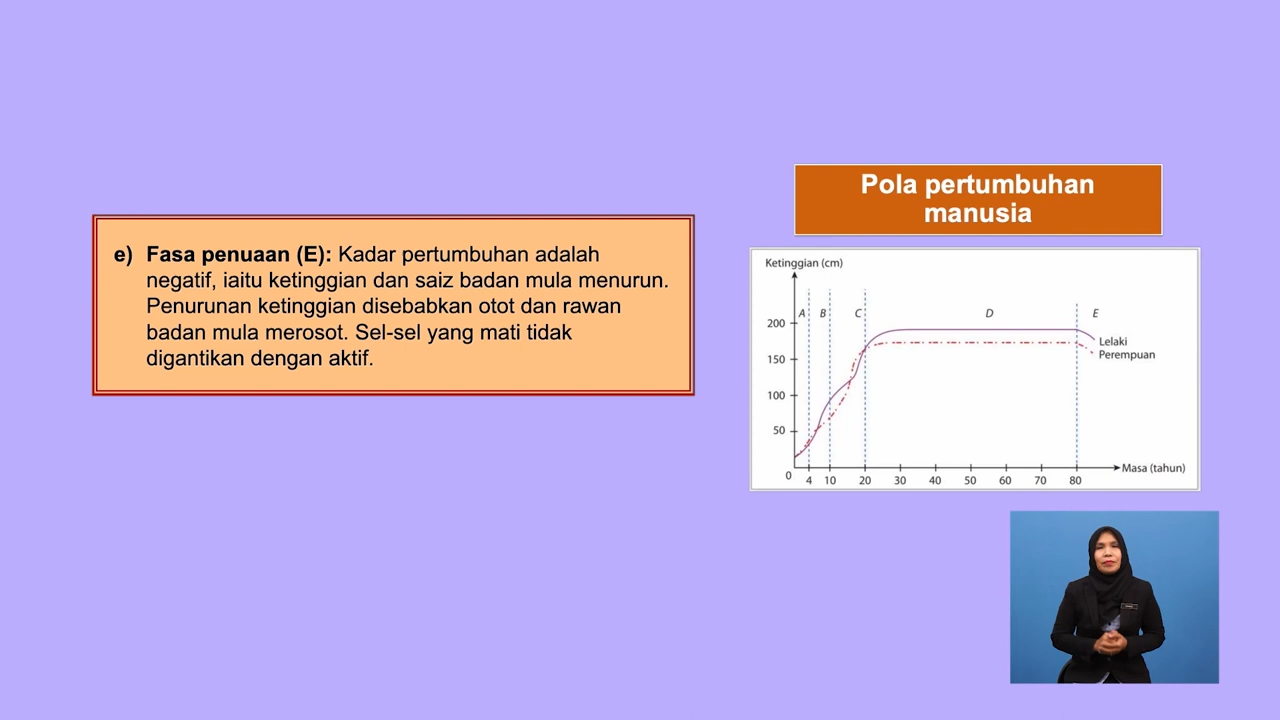 Pola pertumbuhan
manusia
e) Fasa penuaan (E): Kadar pertumbuhan adalah
negatif, iaitu ketinggian dan saiz badan mula menurun.
Penurunan ketinggian disebabkan otot dan rawan
badan mula merosot. Sel-sel yang mati tidak
digantikan dengan aktif.
Ketinggian (cm)
A B C D E
200
150
100
50
0
Lelaki
Perempuan
4 10 20 30 40 50 60 70 80
Masa (tahun)